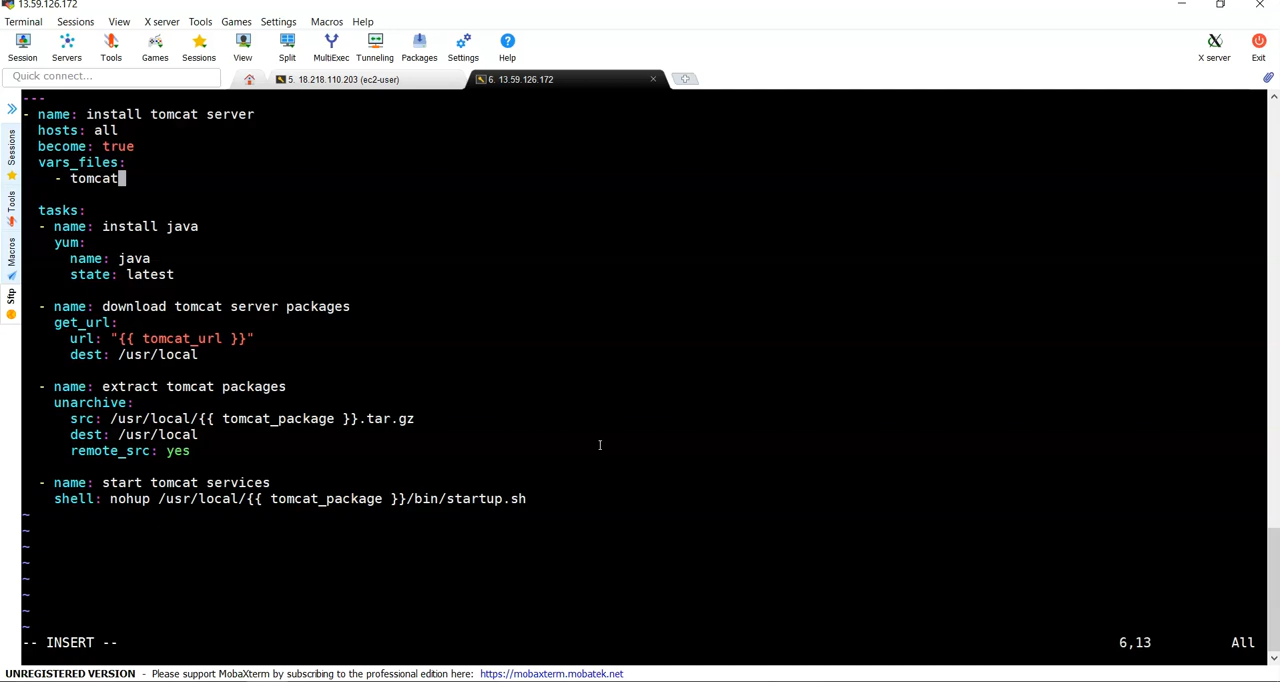 13.59.126.172
Terminal Sessions View X server Tools Games Settings Macros Help
Session Servers Tools Games Sessions View Split MultiExec Tunneling Packages Settings Help X server Exit
Quick connect... 5. 18.218.110.203 (ec2-user) 6. 13.59.126.172
Sessions
Tools
Macros
Sftp
---
- name: install tomcat server
hosts: all
become: true
vars_files:
- tomcat
tasks:
- name: install java
yum:
name: java
state: latest
- name: download tomcat server packages
get_url:
url: "{{ tomcat_url }}"
dest: /usr/local
- name: extract tomcat packages
unarchive:
src: /usr/local/{{ tomcat_package }}.tar.gz
dest: /usr/local
remote_src: yes
- name: start tomcat services
shell: nohup /usr/local/{{ tomcat_package }}/bin/startup.sh
~
~
~
~
~
~
~
~
-- INSERT -- 6,13 All
UNREGISTERED VERSION - Please support MobaXterm by subscribing to the professional edition here: https://mobaxterm.mobatek.net